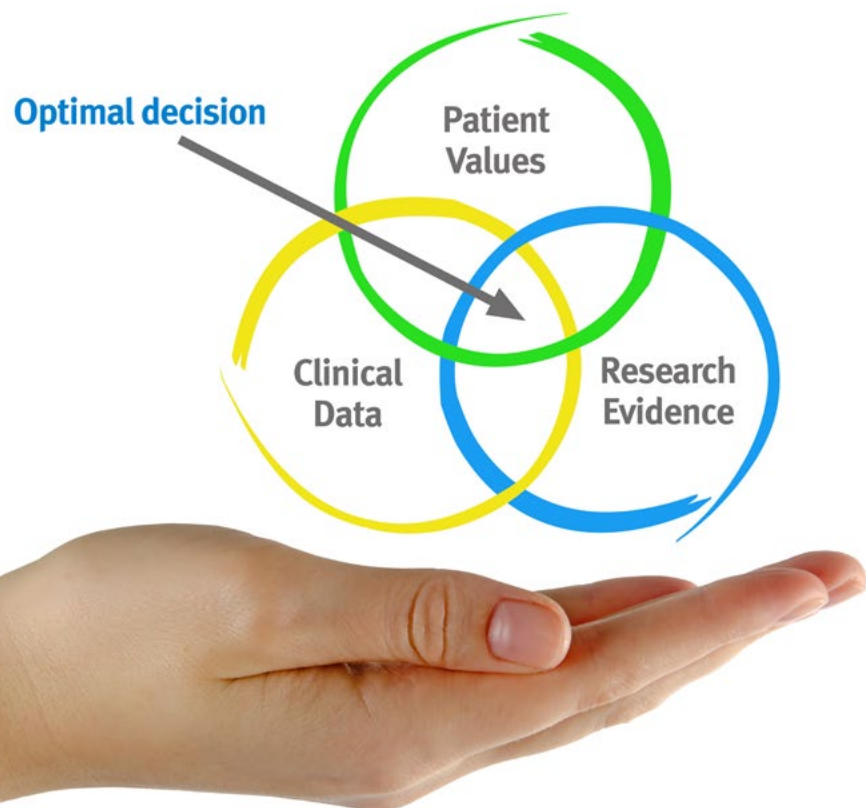 Optimal decision
Patient
Values
Clinical
Data
Research
Evidence